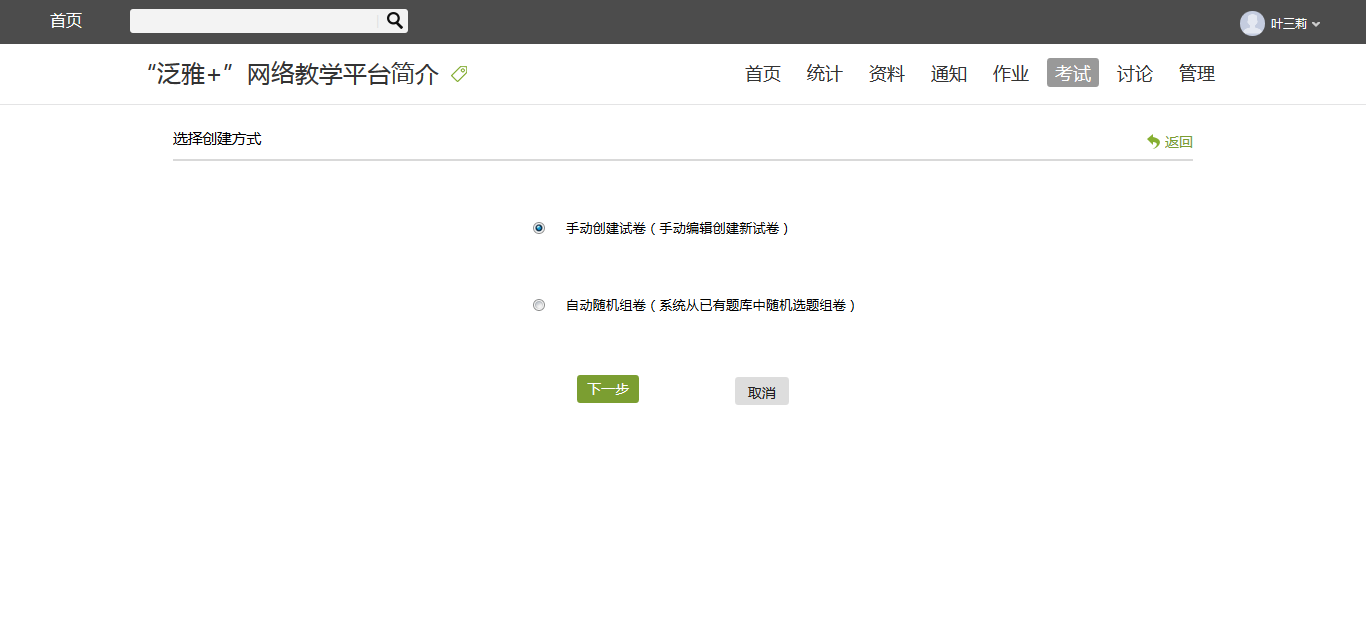 首页
叶三莉
“泛雅+”网络教学平台简介
首页 统计 资料 通知 作业 考试 讨论 管理
选择创建方式
返回
手动创建试卷（手动编辑创建新试卷）
自动随机组卷（系统从已有题库中随机选题组卷）
下一步 取消